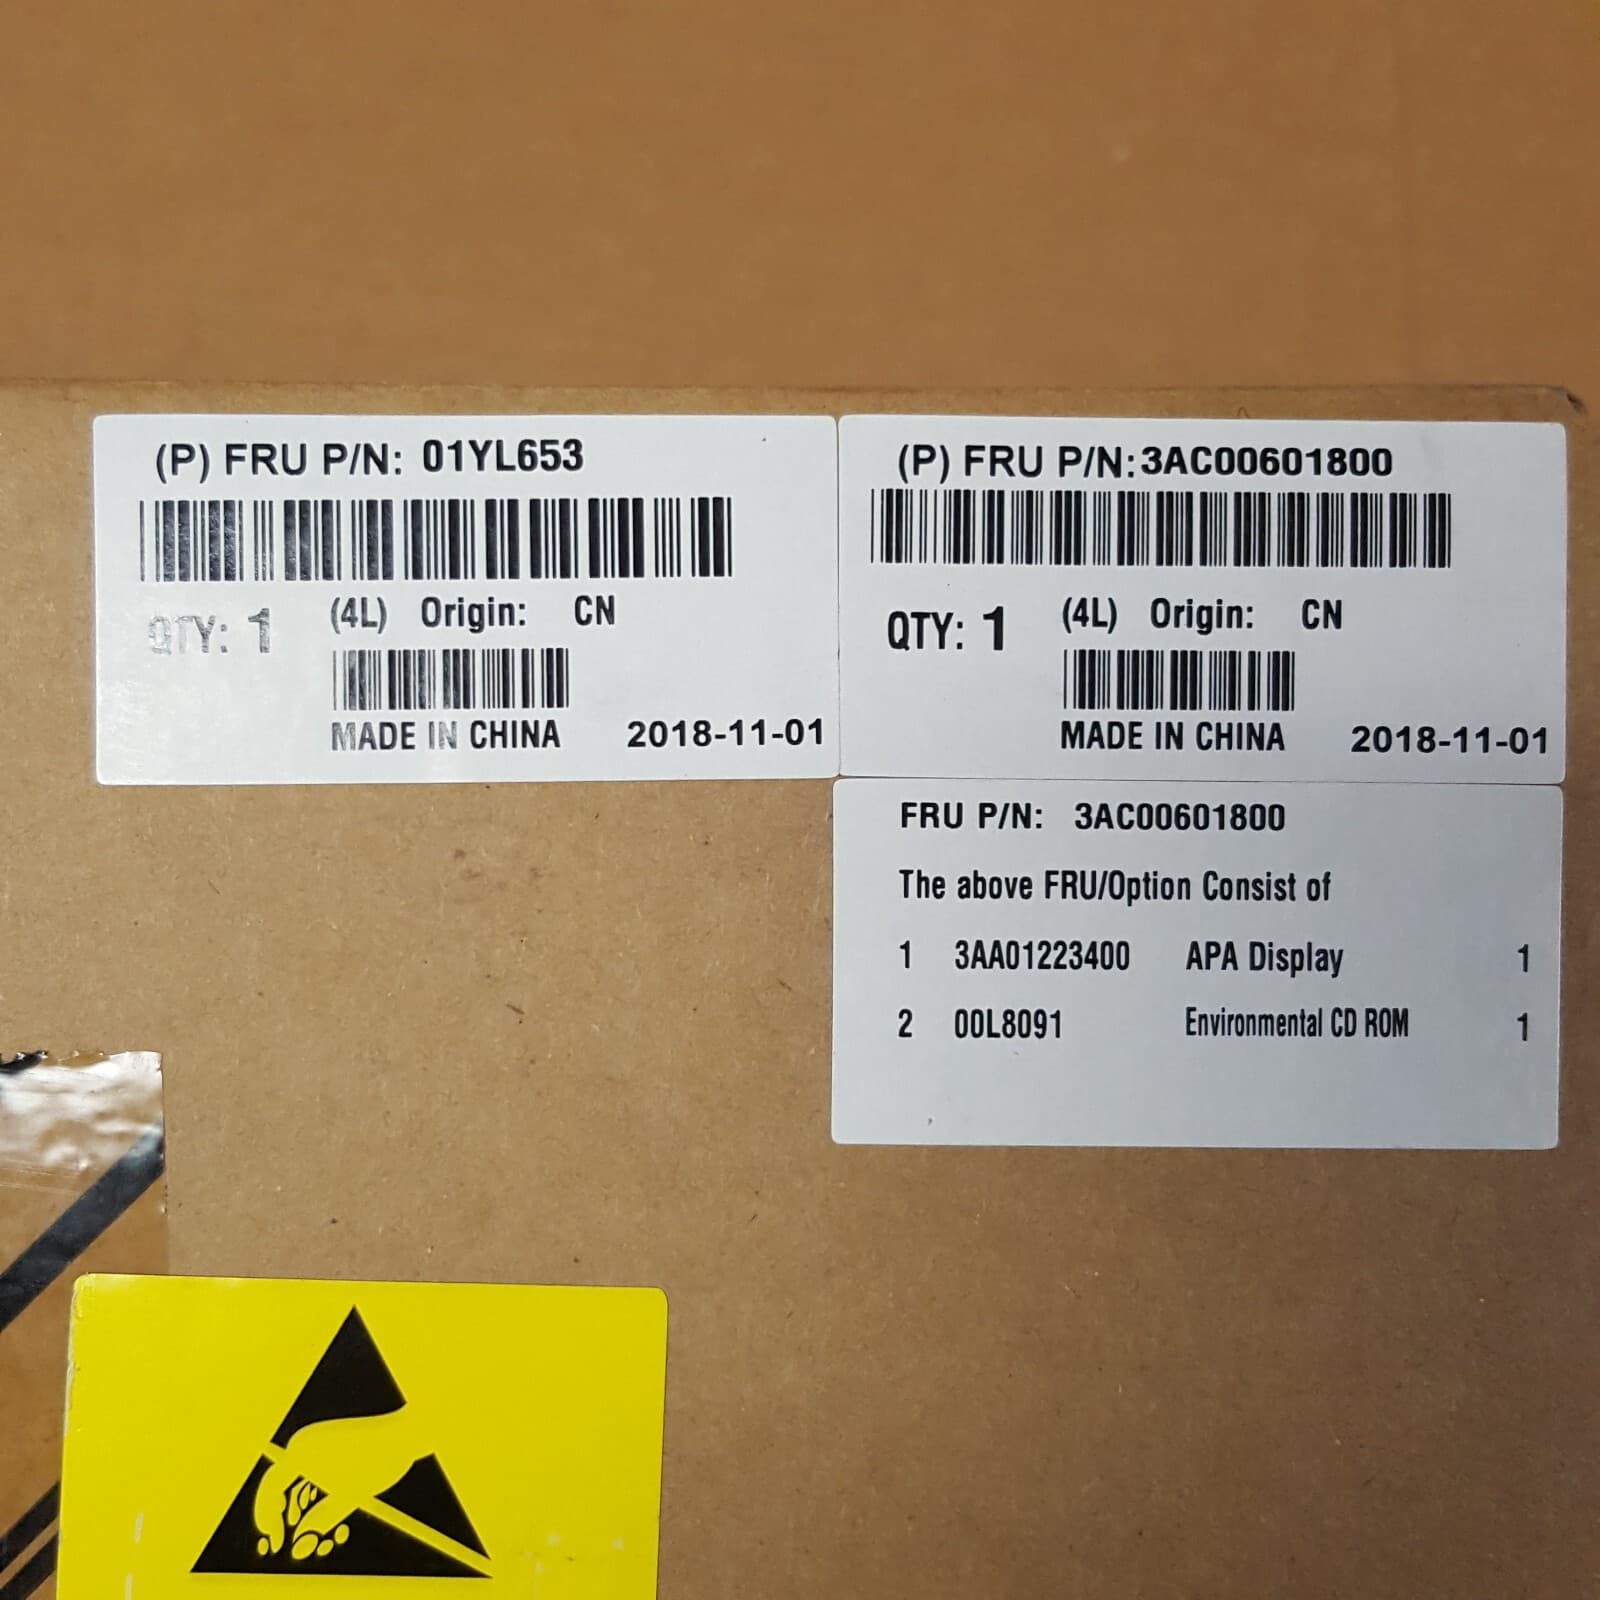 (P) FRU P/N: 01YL653
QTY: 1
(4L) Origin: CN
MADE IN CHINA
2018-11-01
(P) FRU P/N:3AC00601800
QTY: 1
(4L) Origin: CN
MADE IN CHINA
2018-11-01
FRU P/N: 3AC00601800
The above FRU/Option Consist of
1 3AA01223400 APA Display 1
2 00L8091 Environmental CD ROM 1